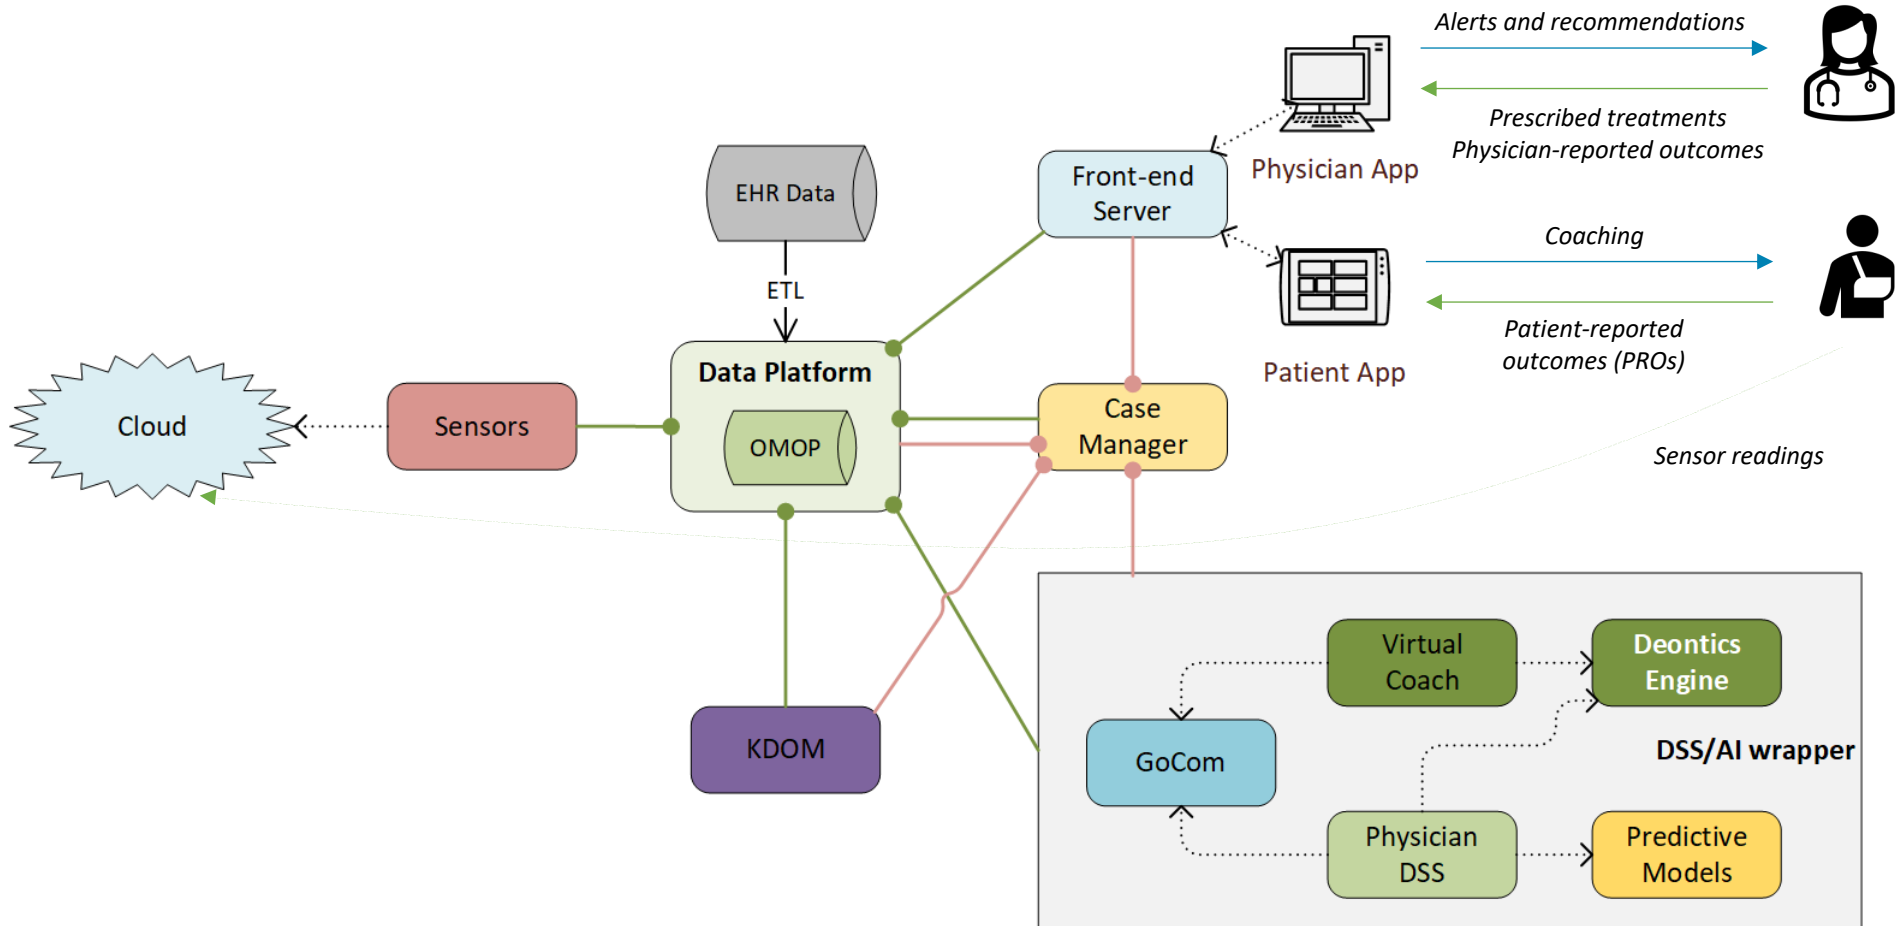 Alerts and recommendations
Prescribed treatments
Physician-reported outcomes
Physician App
Front-end
Server
EHR Data
Coaching
ETL
Patient-reported
outcomes (PROs)
Patient App
Data Platform
Case
Manager
Cloud
Sensors
OMOP
Sensor readings
Virtual
Coach
Deontics
Engine
KDOM
GoCom
DSS/AI wrapper
Physician
DSS
Predictive
Models